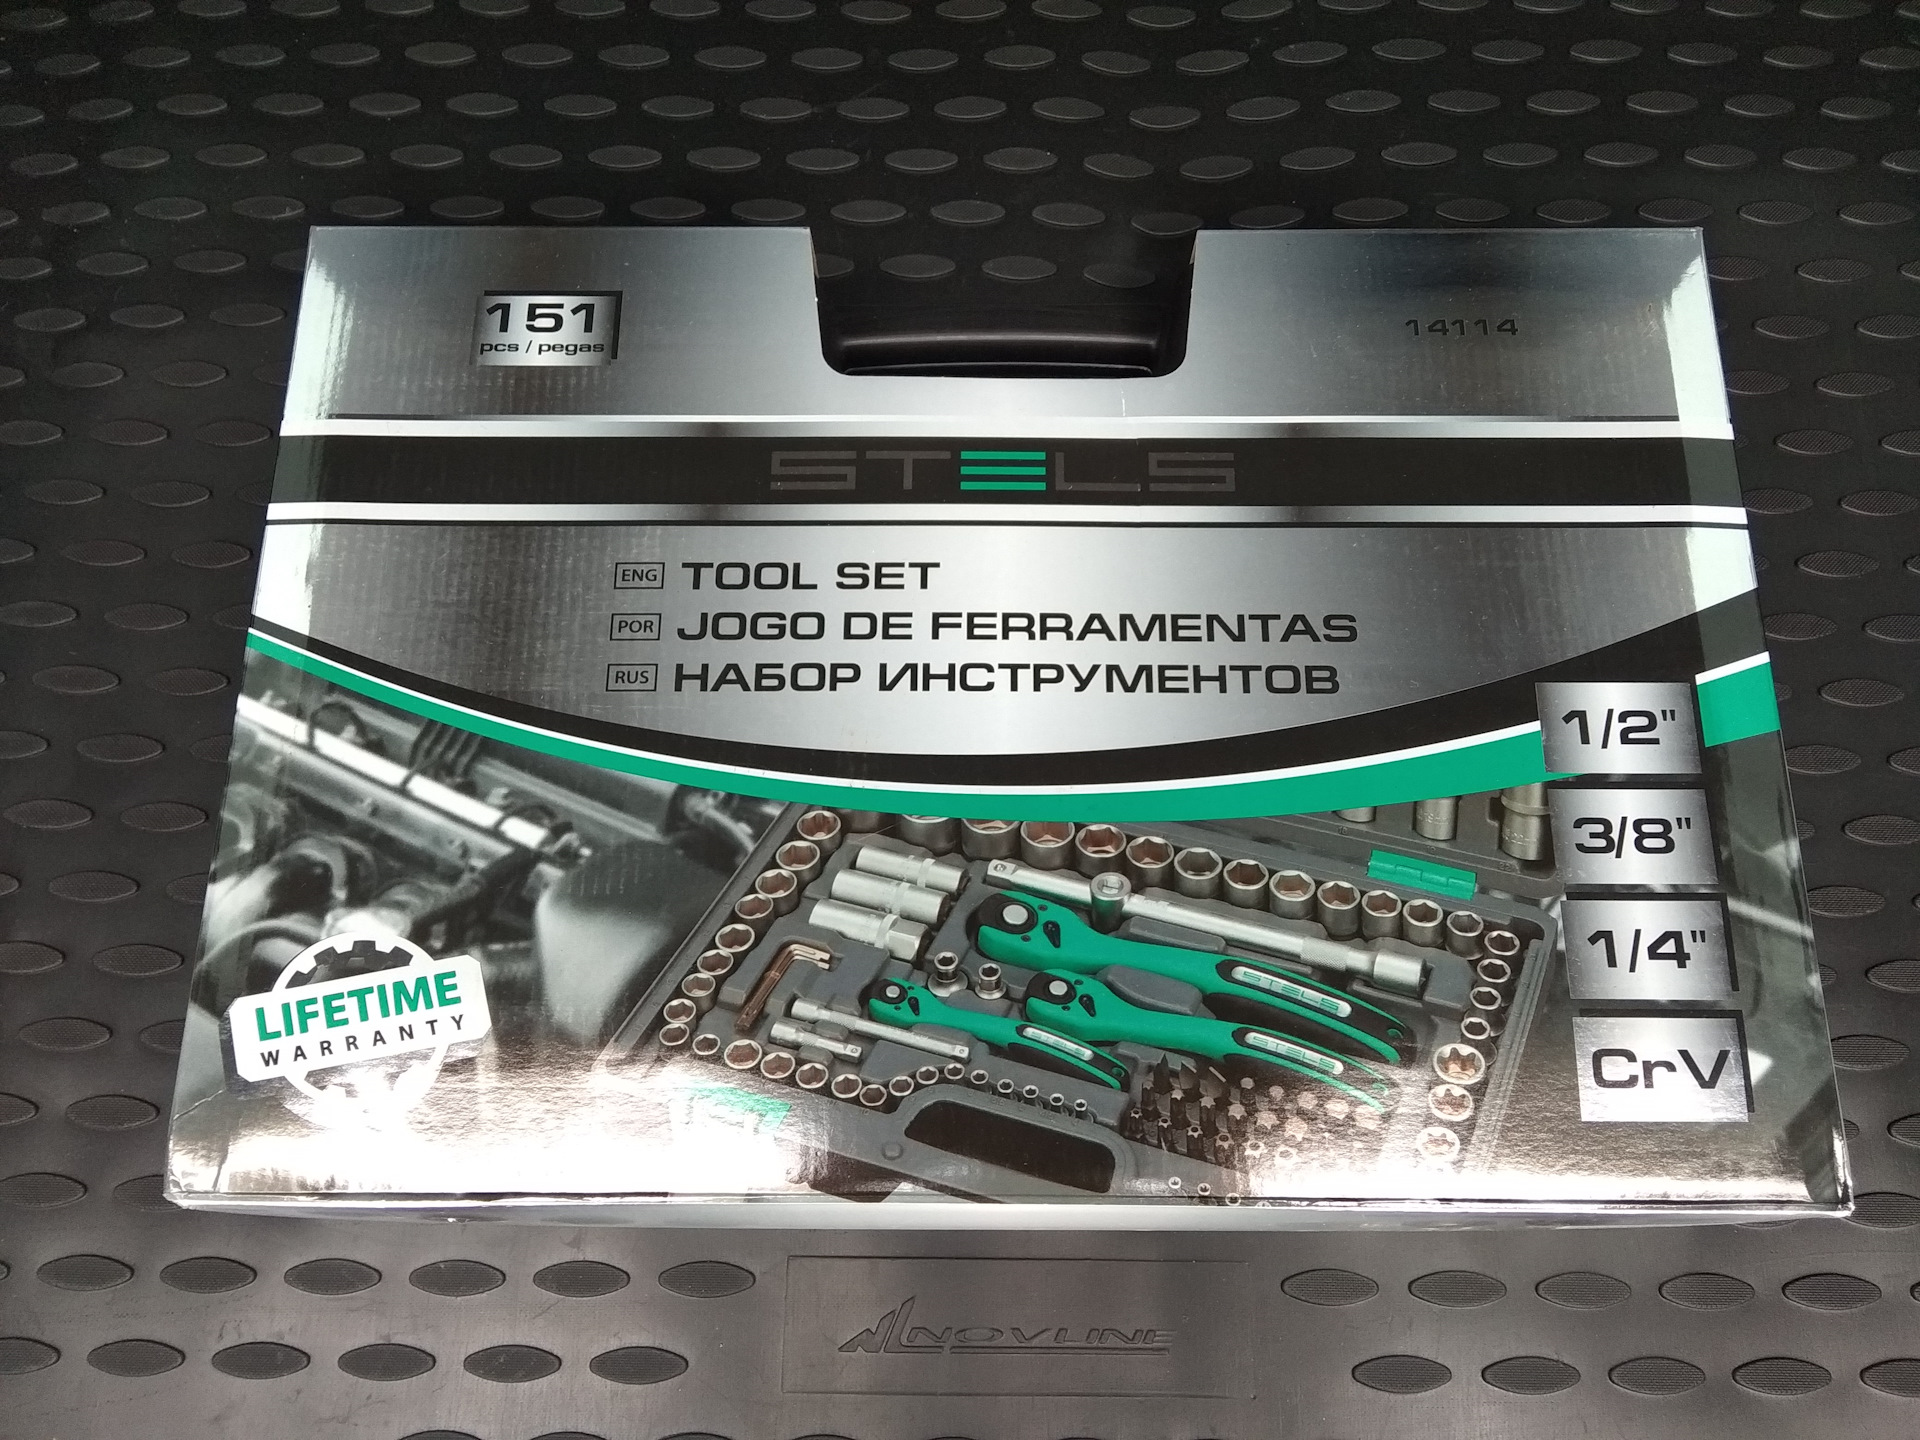 151
pcs / pegas
14114
STELS
ENG TOOL SET
POR JOGO DE FERRAMENTAS
RUS НАБОР ИНСТРУМЕНТОВ
1/2"
3/8"
1/4"
CrV
LIFETIME
WARRANTY
STELS
STELS
NOVLINE